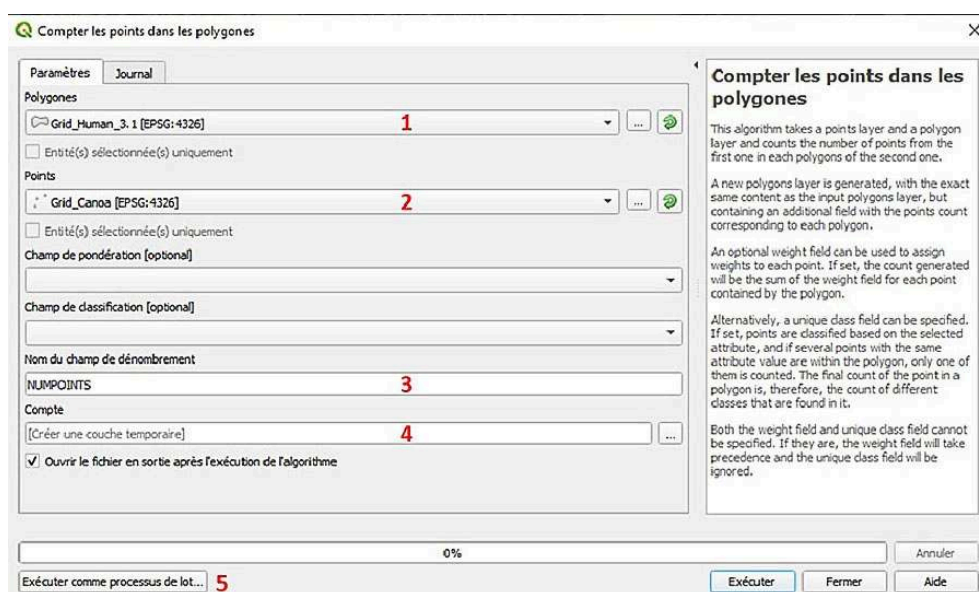 Compter les points dans les polygones
Paramètres
Journal
Polygones
Grid_Human_3. 1 [EPSG: 4326]
1
...
Entité(s) sélectionnée(s) uniquement
Points
Grid_Canoa [EPSG: 4326]
2
...
Entité(s) sélectionnée(s) uniquement
Champ de pondération [optional]
Champ de classification [optional]
Nom du champ de dénombrement
NUMPOINTS
3
Compte
[Créer une couche temporaire]
4
...
Ouvrir le fichier en sortie après l'exécution de l'algorithme
Compter les points dans les
polygones
This algorithm takes a points layer and a polygon
layer and counts the number of points from the
first one in each polygons of the second one.
A new polygons layer is generated, with the exact
same content as the input polygons layer, but
containing an additional field with the points count
corresponding to each polygon.
An optional weight field can be used to assign
weights to each point. If set, the count generated
will be the sum of the weight field for each point
contained by the polygon.
Alternatively, a unique class field can be specified.
If set, points are classified based on the selected
attribute, and if several points with the same
attribute value are within the polygon, only one of
them is counted. The final count of the point in a
polygon is, therefore, the count of different
classes that are found in it.
Both the weight field and unique class field cannot
be specified. If they are, the weight field will take
precedence and the unique class field will be
ignored.
0%
Annuler
Exécuter comme processus de lot...
5
Exécuter
Fermer
Aide